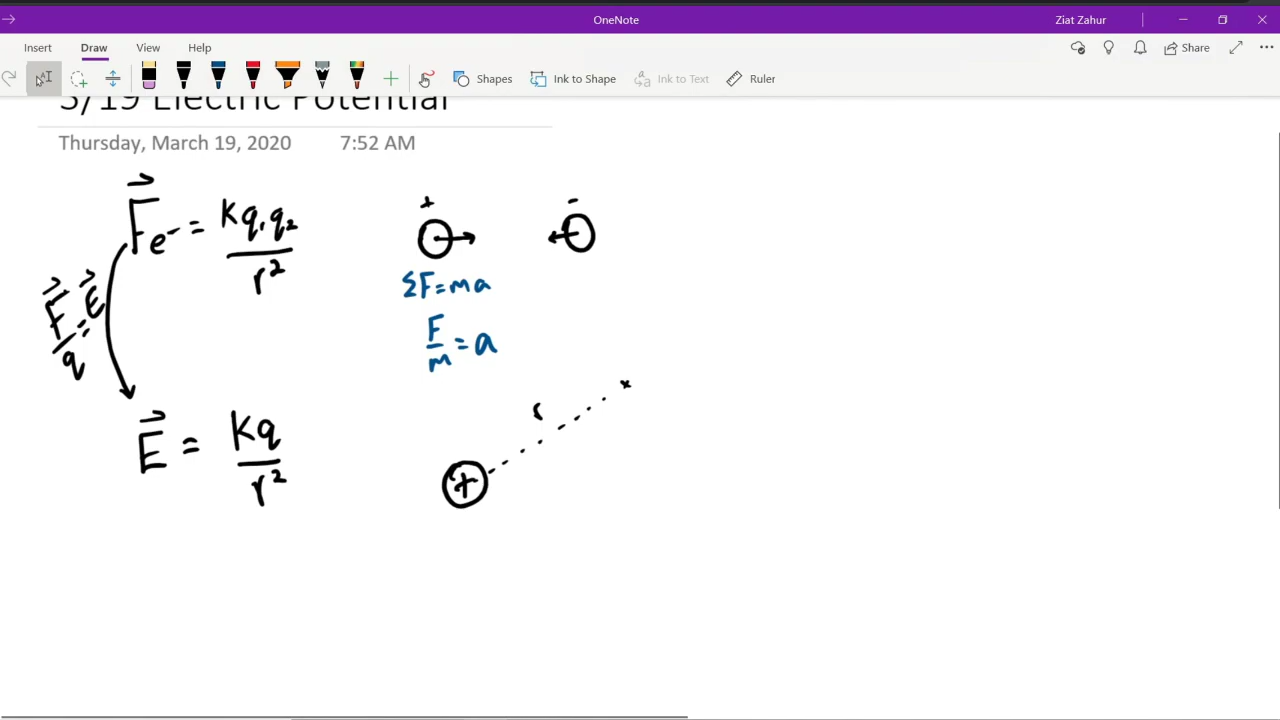 OneNote
Ziat Zahur
Insert Draw View Help
Share
Shapes Ink to Shape Ink to Text Ruler
3/19 Electric Potential
Thursday, March 19, 2020 7:52 AM
F⃗e- = kq1q2/r²
+ -
ΣF=ma
F⃗/q = E⃗
F/m = a
E⃗ = kq/r²
r
x
+